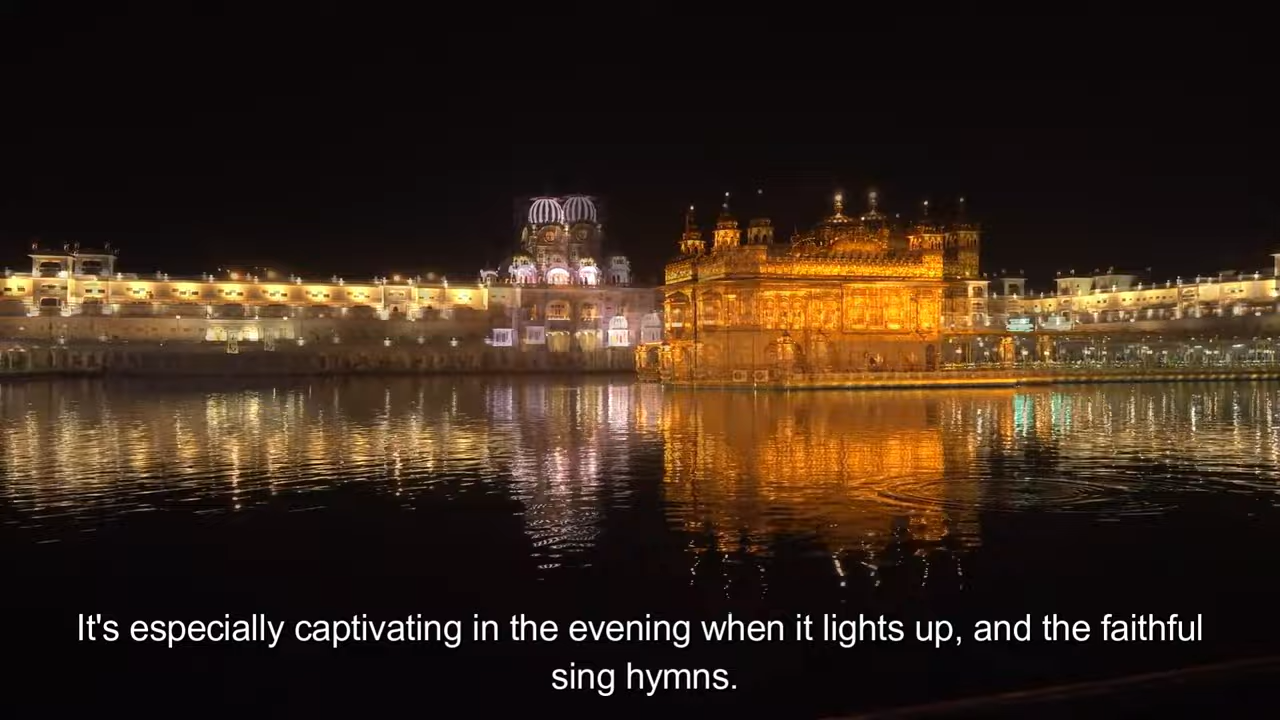 It's especially captivating in the evening when it lights up, and the faithful
sing hymns.